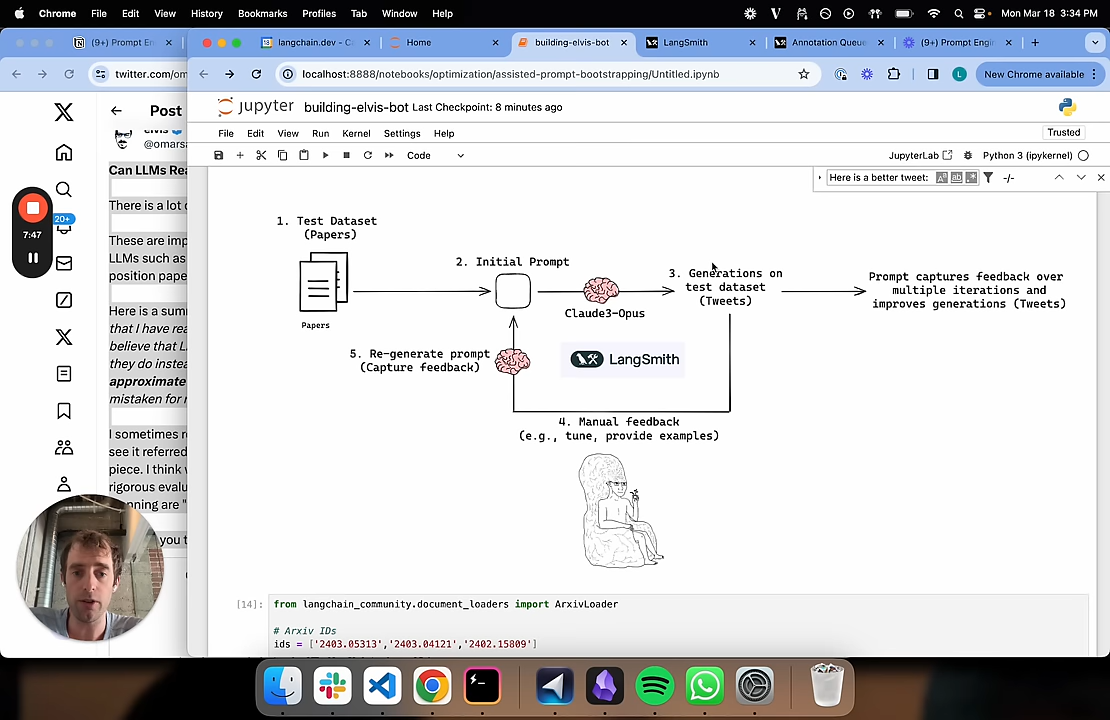 Chrome File Edit View History Bookmarks Profiles Tab Window Help
Mon Mar 18 3:34 PM
(9+) Prompt En
langchain.dev - C
Home
building-elvis-bot
LangSmith
Annotation Queue
(9+) Prompt Engi
twitter.com/om
localhost:8888/notebooks/optimization/assisted-prompt-bootstrapping/Untitled.ipynb
L
New Chrome available
Post
elvis
@omarsa
Can LLMs Rea
There is a lot
These are imp
LLMs such as
position pape
Here is a sum
that I have rea
believe that L
they do instea
approximate
mistaken for r
I sometimes r
see it referred
piece. I think
rigorous evalu
nning are "
you t
20+
7:47
jupyter building-elvis-bot Last Checkpoint: 8 minutes ago
File Edit View Run Kernel Settings Help
Trusted
Code
JupyterLab
Python 3 (ipykernel)
Here is a better tweet:
-/-
1. Test Dataset
(Papers)
Papers
2. Initial Prompt
Claude3-Opus
3. Generations on
test dataset
(Tweets)
Prompt captures feedback over
multiple iterations and
improves generations (Tweets)
5. Re-generate prompt
(Capture feedback)
LangSmith
4. Manual feedback
(e.g., tune, provide examples)
[14]:
from langchain_community.document_loaders import ArxivLoader
# Arxiv IDs
ids = ['2403.05313','2403.04121','2402.15809']